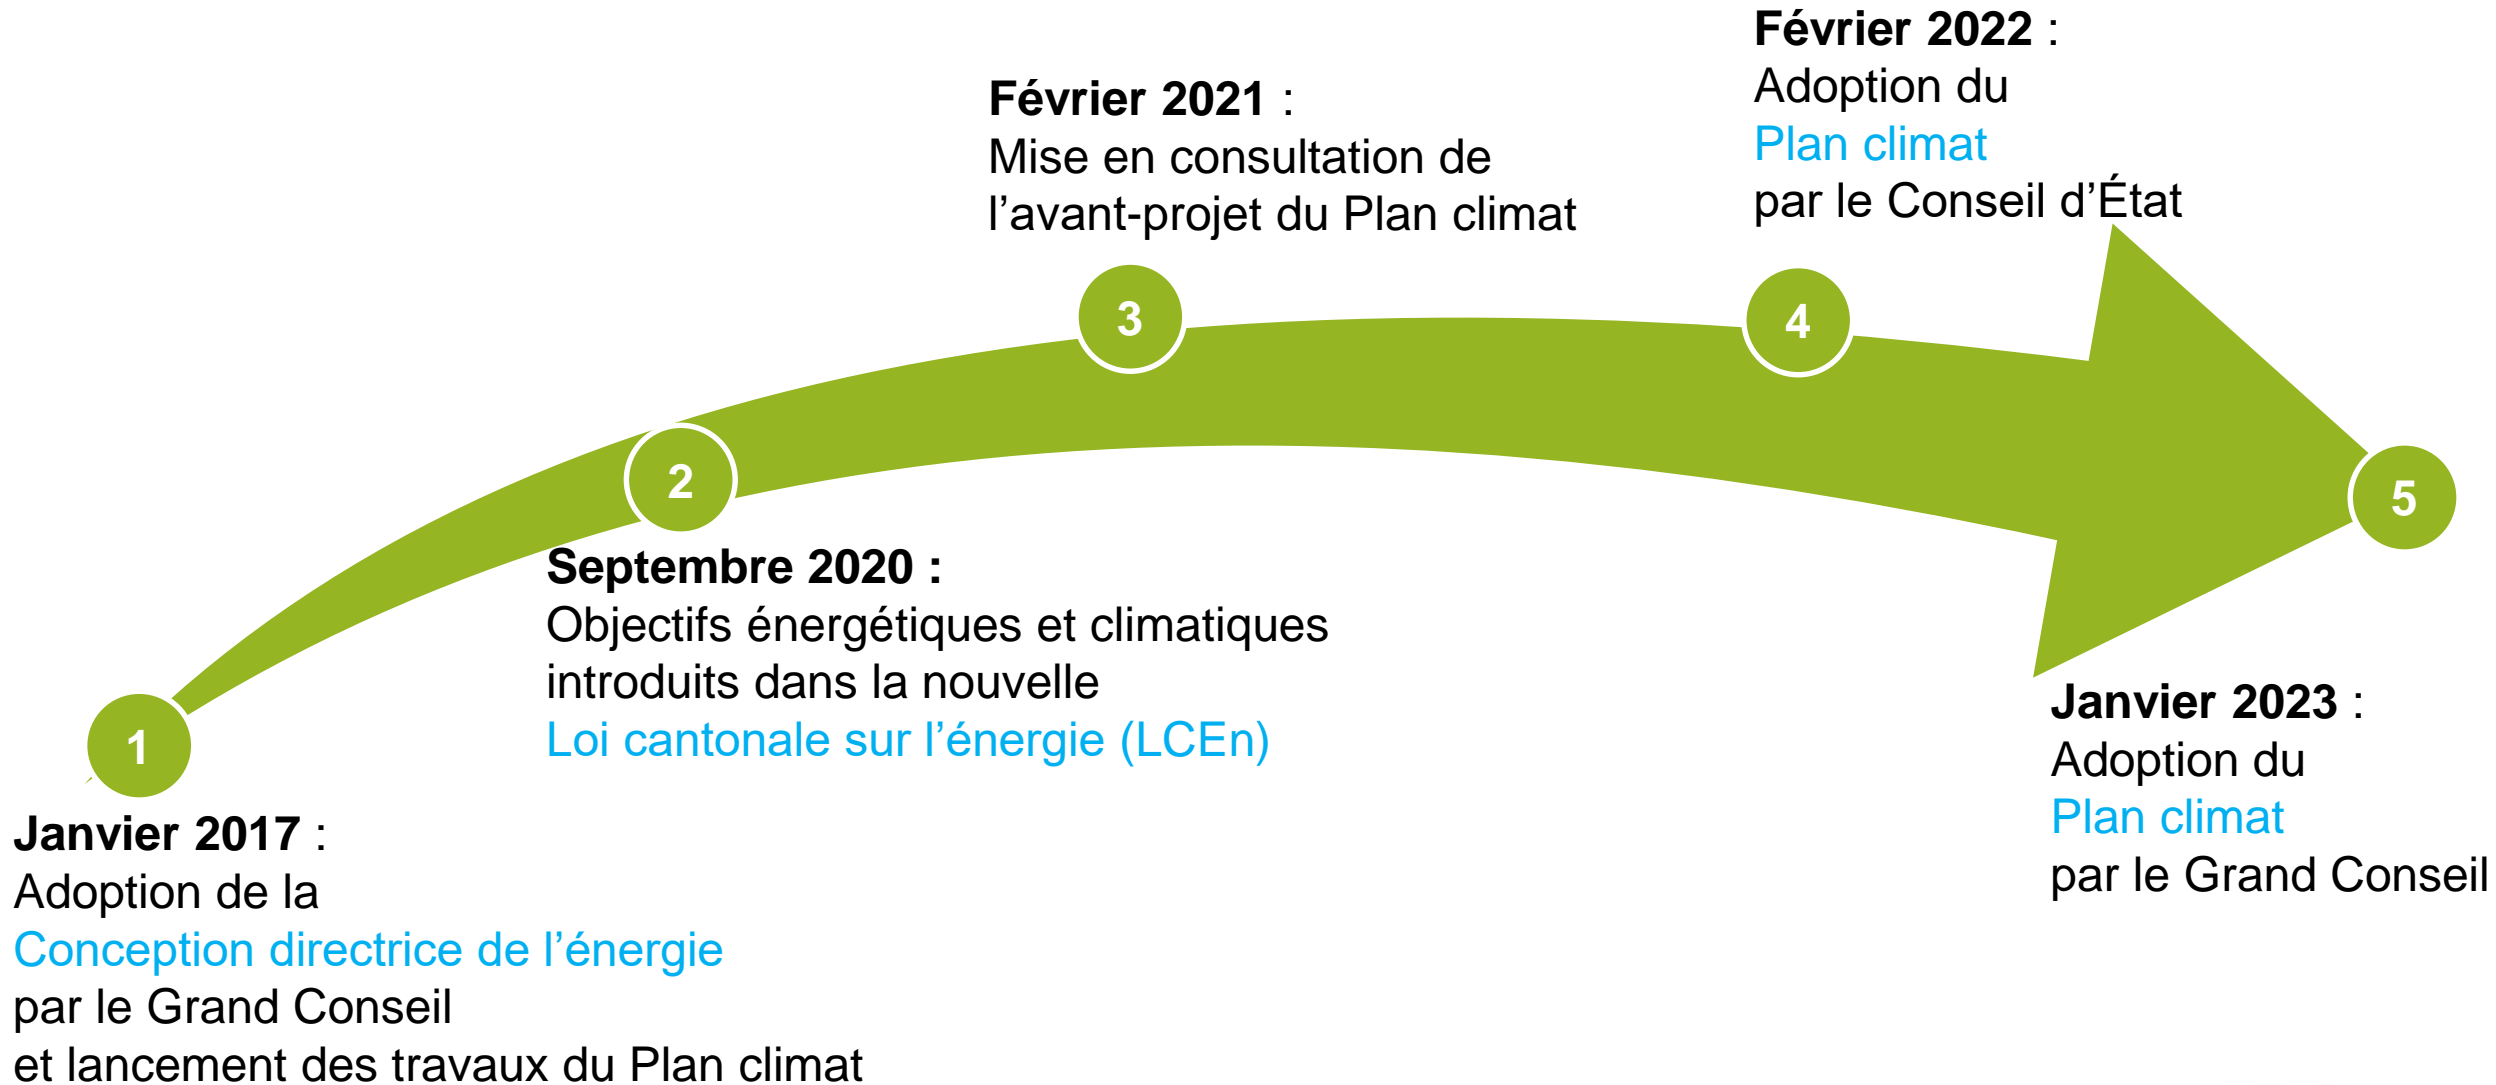 1
Janvier 2017 :
Adoption de la
Conception directrice de l’énergie
par le Grand Conseil
et lancement des travaux du Plan climat
2
Septembre 2020 :
Objectifs énergétiques et climatiques
introduits dans la nouvelle
Loi cantonale sur l’énergie (LCEn)
3
Février 2021 :
Mise en consultation de
l’avant-projet du Plan climat
4
Février 2022 :
Adoption du
Plan climat
par le Conseil d’État
5
Janvier 2023 :
Adoption du
Plan climat
par le Grand Conseil